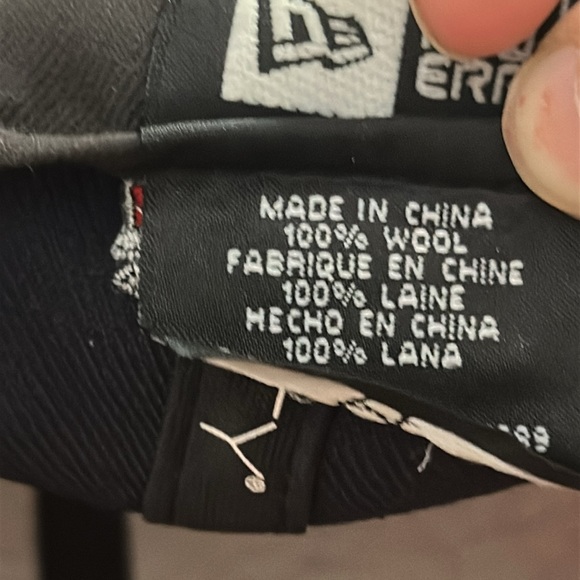 MADE IN CHINA
100% WOOL
FABRIQUE EN CHINE
100% LAINE
HECHO EN CHINA
100% LANA